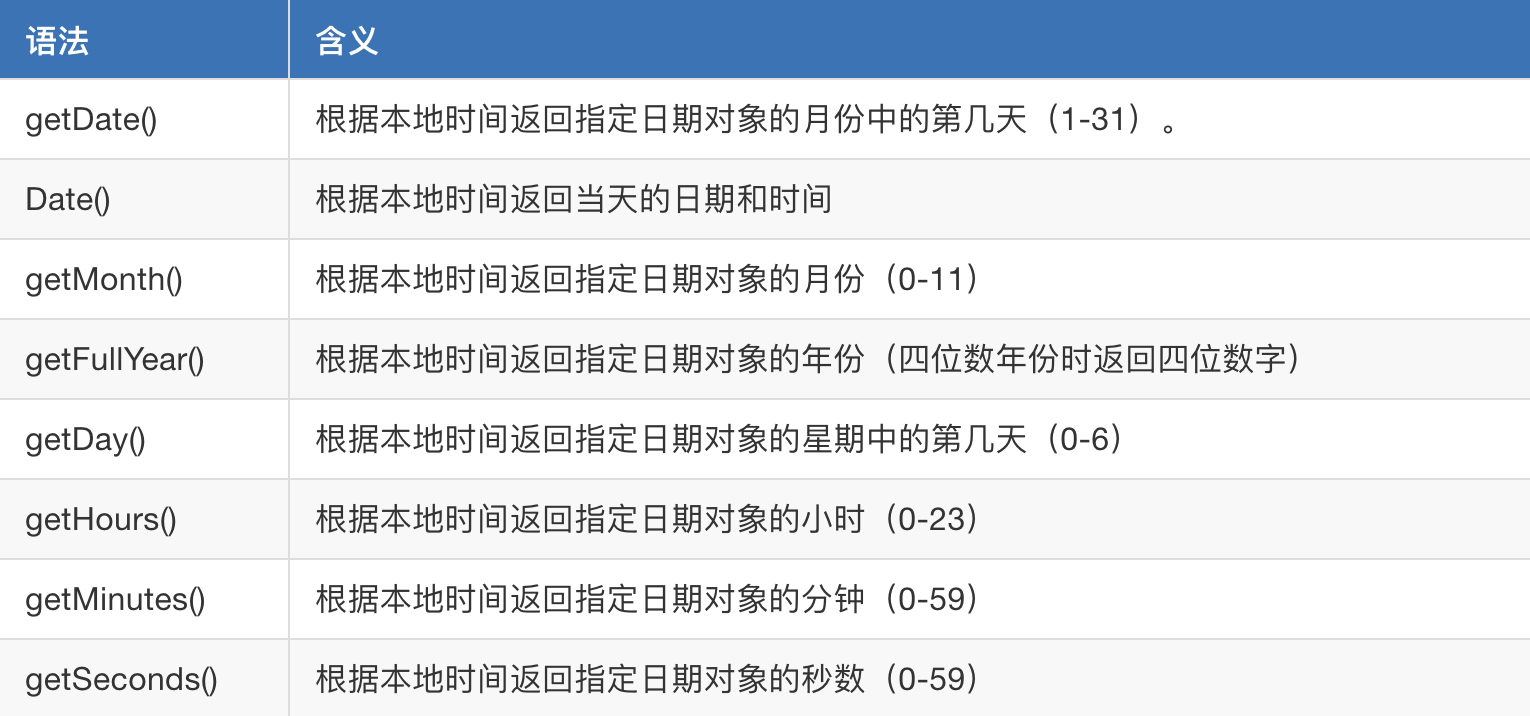 语法 含义
getDate() 根据本地时间返回指定日期对象的月份中的第几天（1-31）。
Date() 根据本地时间返回当天的日期和时间
getMonth() 根据本地时间返回指定日期对象的月份（0-11）
getFullYear() 根据本地时间返回指定日期对象的年份（四位数年份时返回四位数字）
getDay() 根据本地时间返回指定日期对象的星期中的第几天（0-6）
getHours() 根据本地时间返回指定日期对象的小时（0-23）
getMinutes() 根据本地时间返回指定日期对象的分钟（0-59）
getSeconds() 根据本地时间返回指定日期对象的秒数（0-59）